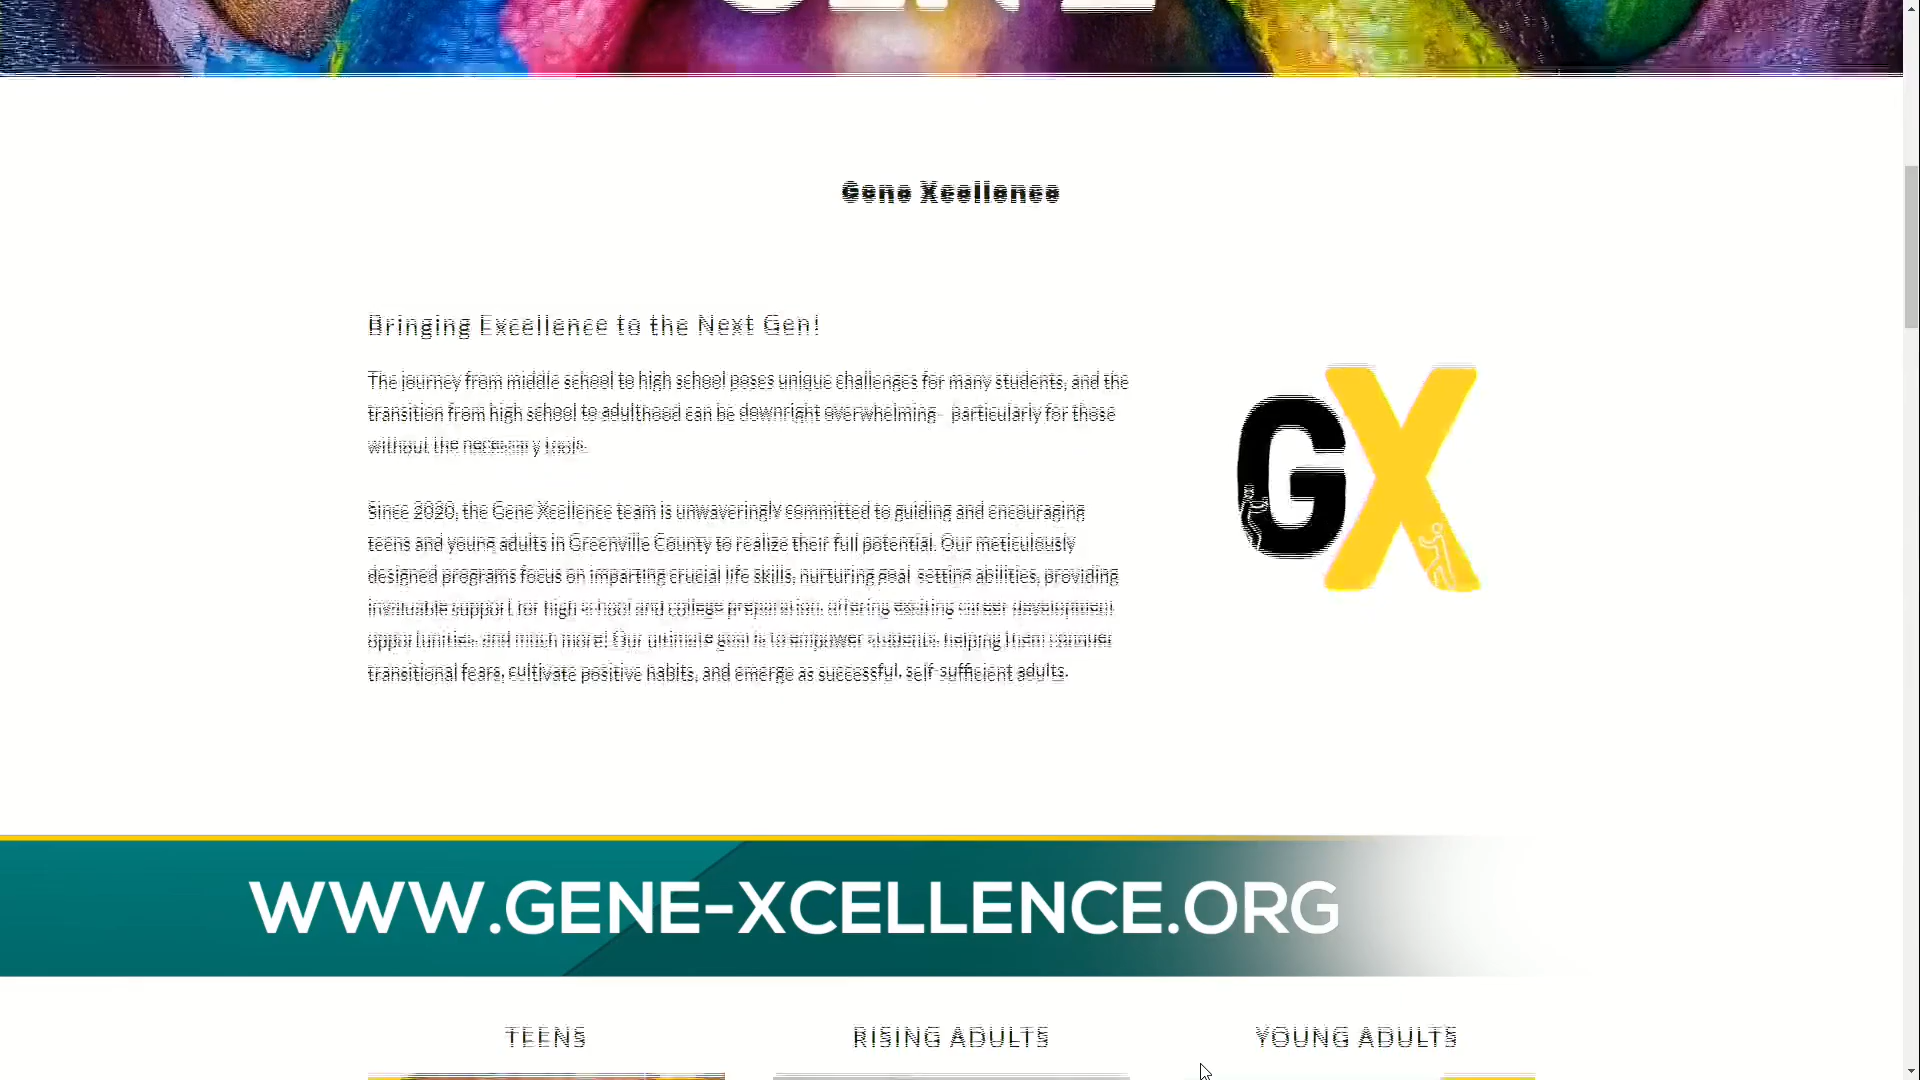 Gene Xcellence
Bringing Excellence to the Next Gen!
The journey from middle school to high school poses unique challenges for many students, and the
transition from high school to adulthood can be downright overwhelming- particularly for those
without the necessary tools.
Since 2020, the Gene Xcellence team is unwaveringly committed to guiding and encouraging
teens and young adults in Greenville County to realize their full potential. Our meticulously
designed programs focus on imparting crucial life skills, nurturing goal-setting abilities, providing
invaluable support for high school and college preparation, offering exciting career development
opportunities, and much more! Our ultimate goal is to empower students, helping them conquer
transitional fears, cultivate positive habits, and emerge as successful, self-sufficient adults.
GX
WWW.GENE-XCELLENCE.ORG
TEENS
RISING ADULTS
YOUNG ADULTS